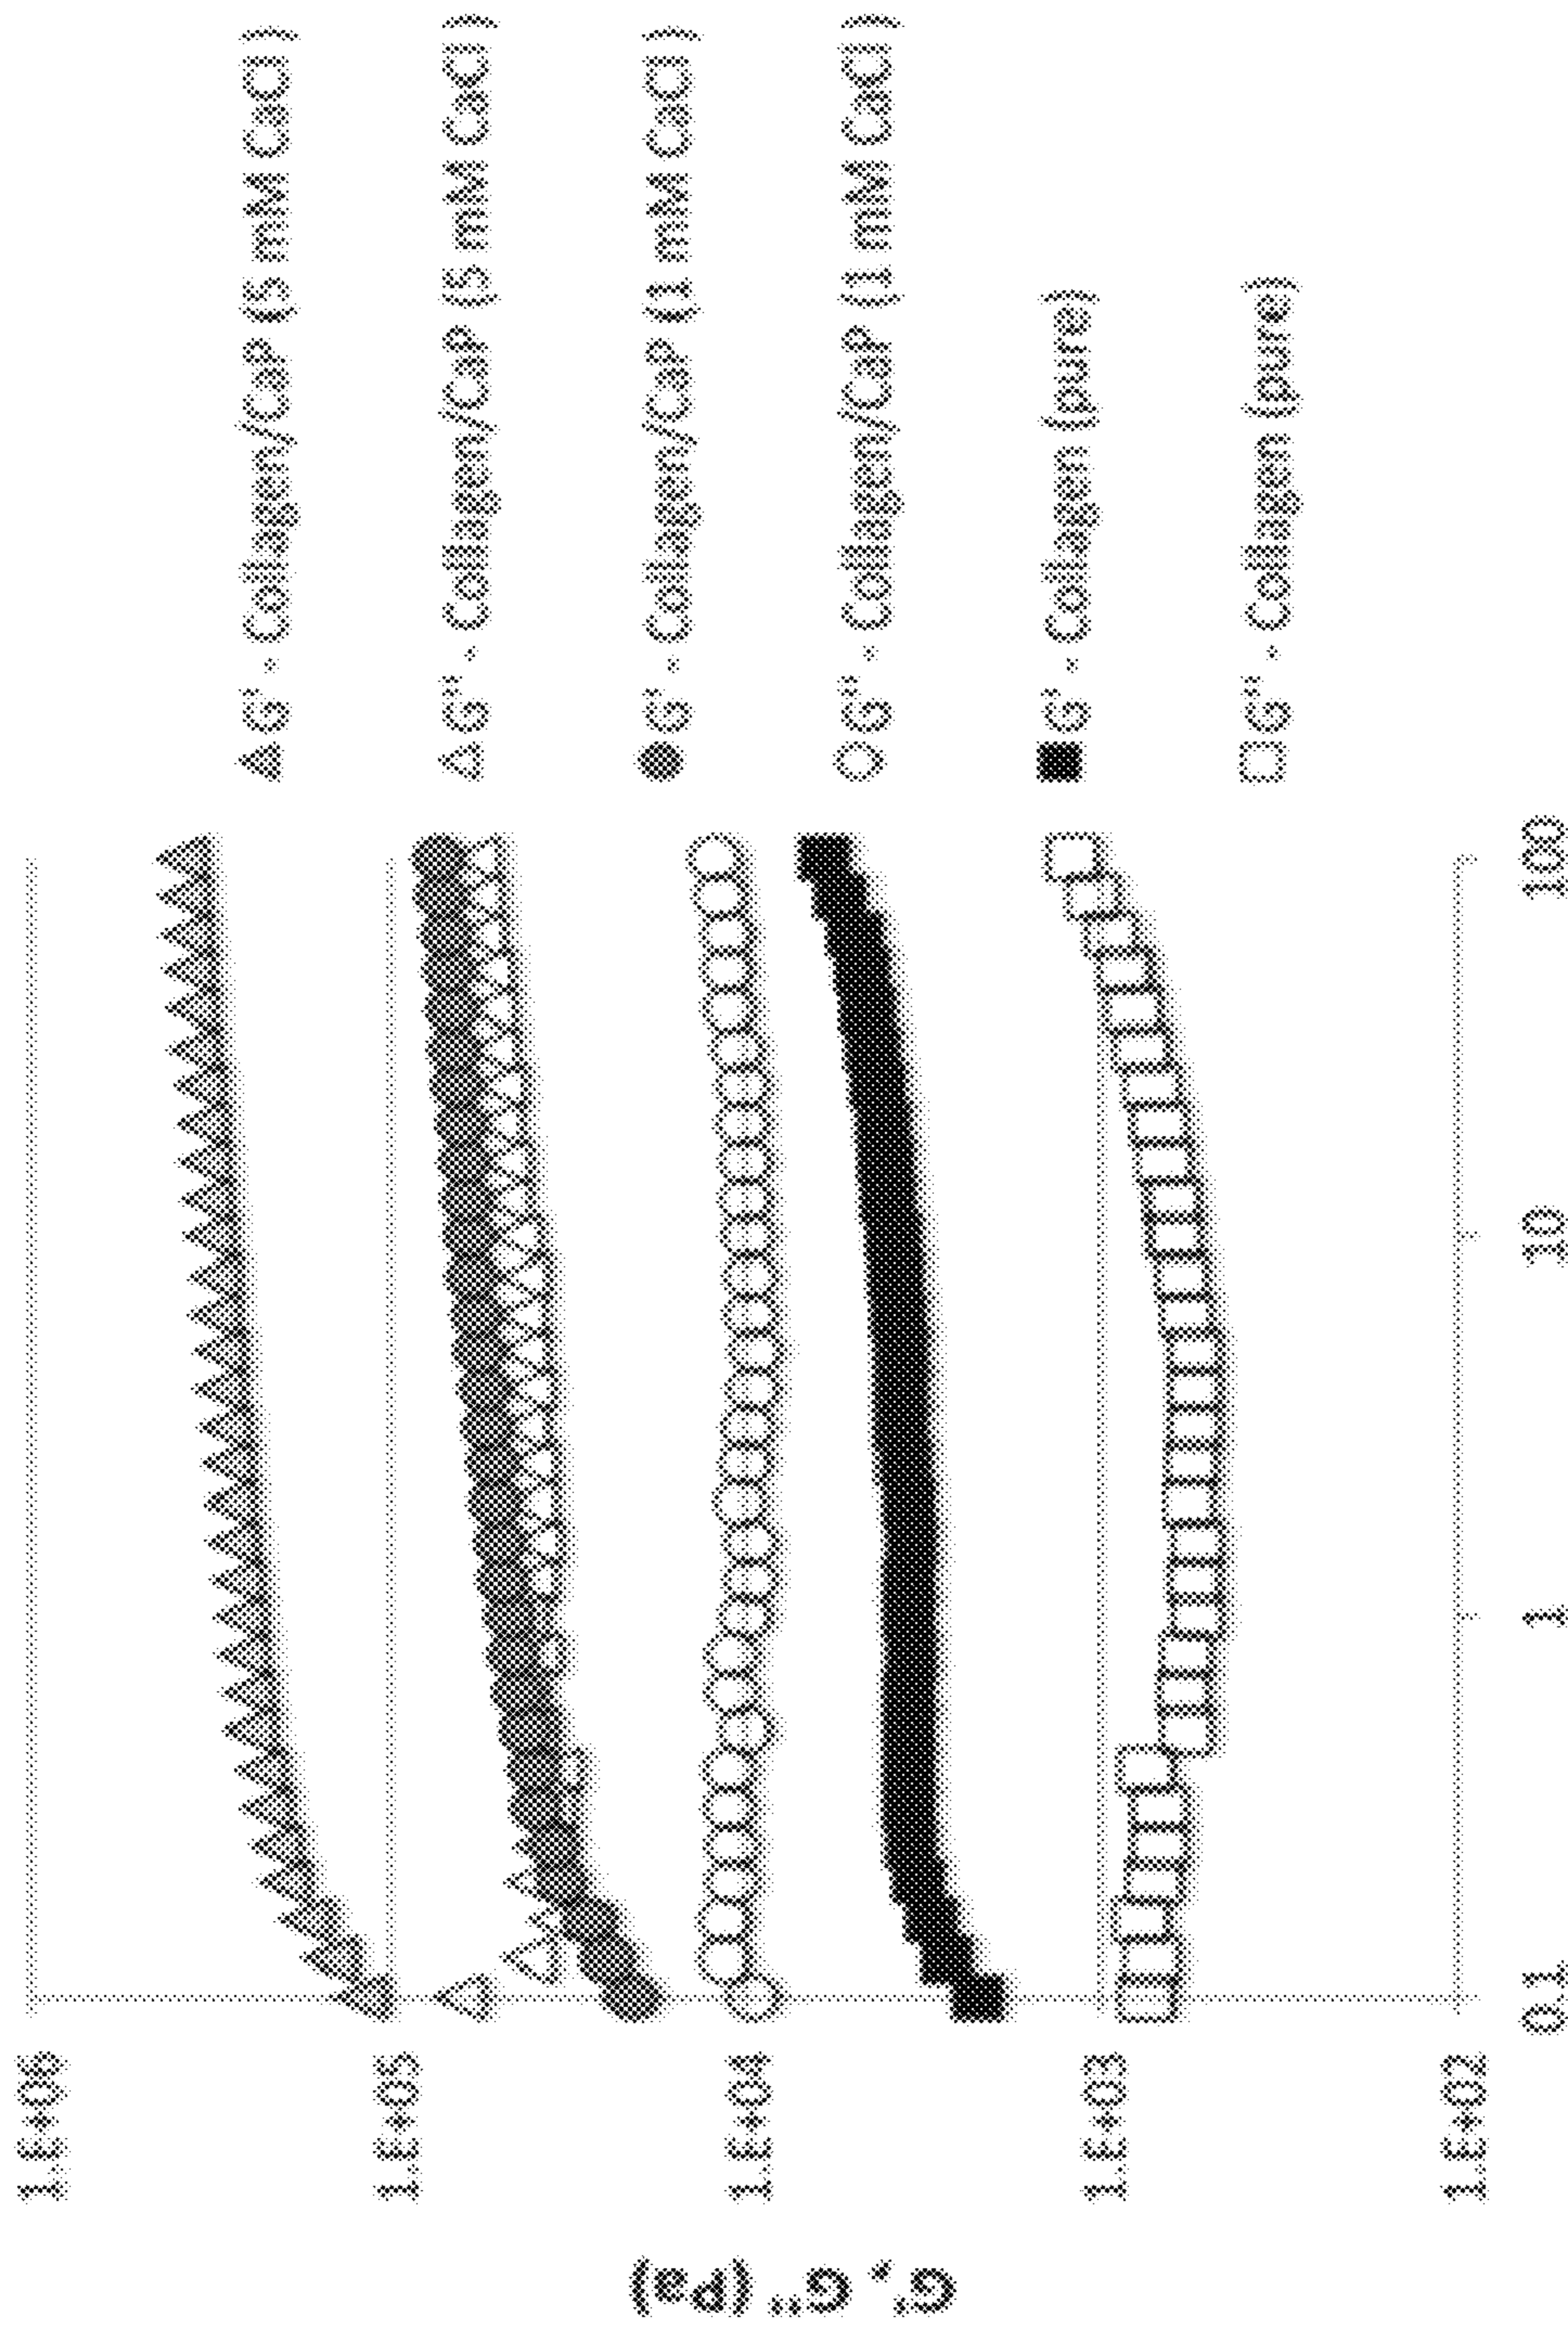 G', G'' (Pa)
1.E+06
1.E+05
1.E+04
1.E+03
1.E+02
0.1
1
10
100
G' - Collagen/CaP (5 mM CaCl)
G'' - Collagen/CaP (5 mM CaCl)
G' - Collagen/CaP (1 mM CaCl)
G'' - Collagen/CaP (1 mM CaCl)
G' - Collagen (pure)
G'' - Collagen (pure)